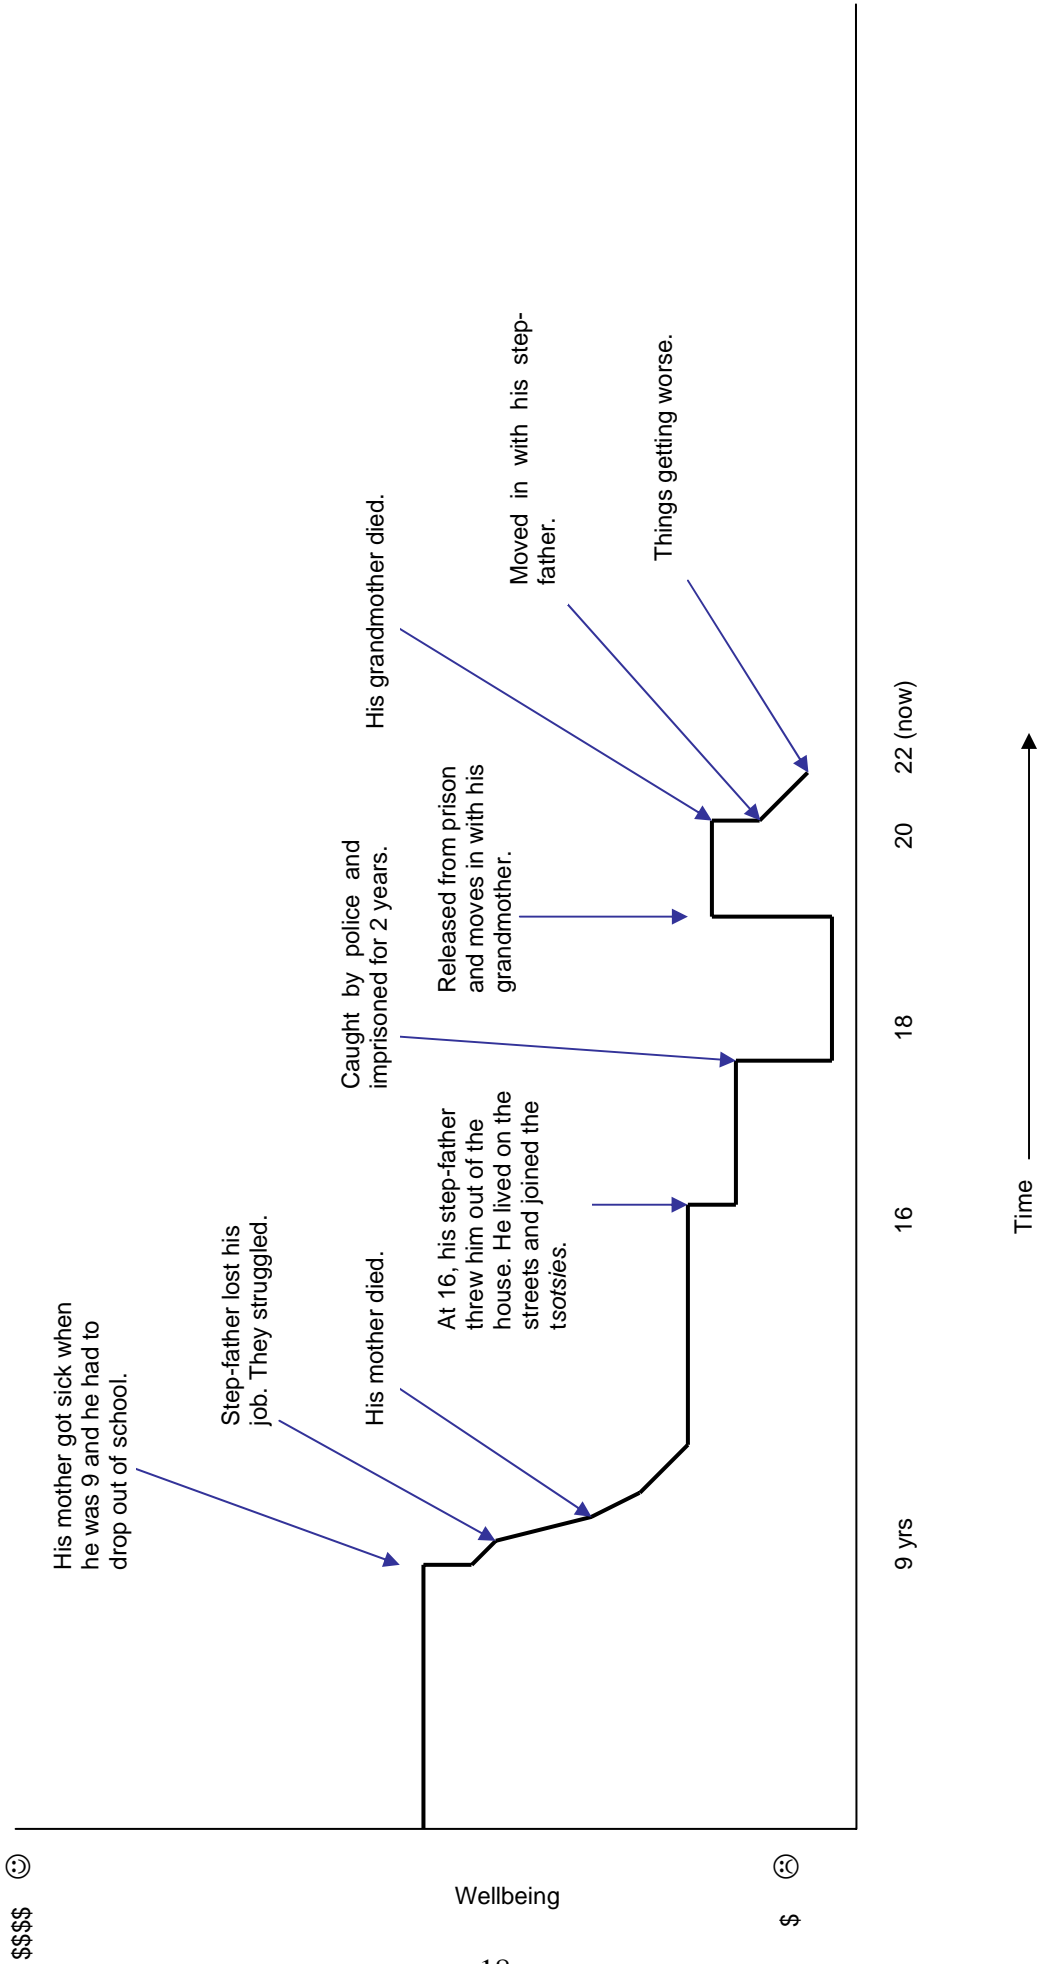 $$$$ ☺
His mother got sick when
he was 9 and he had to
drop out of school.
Step-father lost his
job. They struggled.
His mother died.
At 16, his step-father
threw him out of the
house. He lived on the
streets and joined the
tsotsies.
Caught by police and
imprisoned for 2 years.
Released from prison
and moves in with his
grandmother.
His grandmother died.
Moved in with his step-
father.
Things getting worse.
Wellbeing
$ ☹
9 yrs 16 18 20 22 (now)
Time